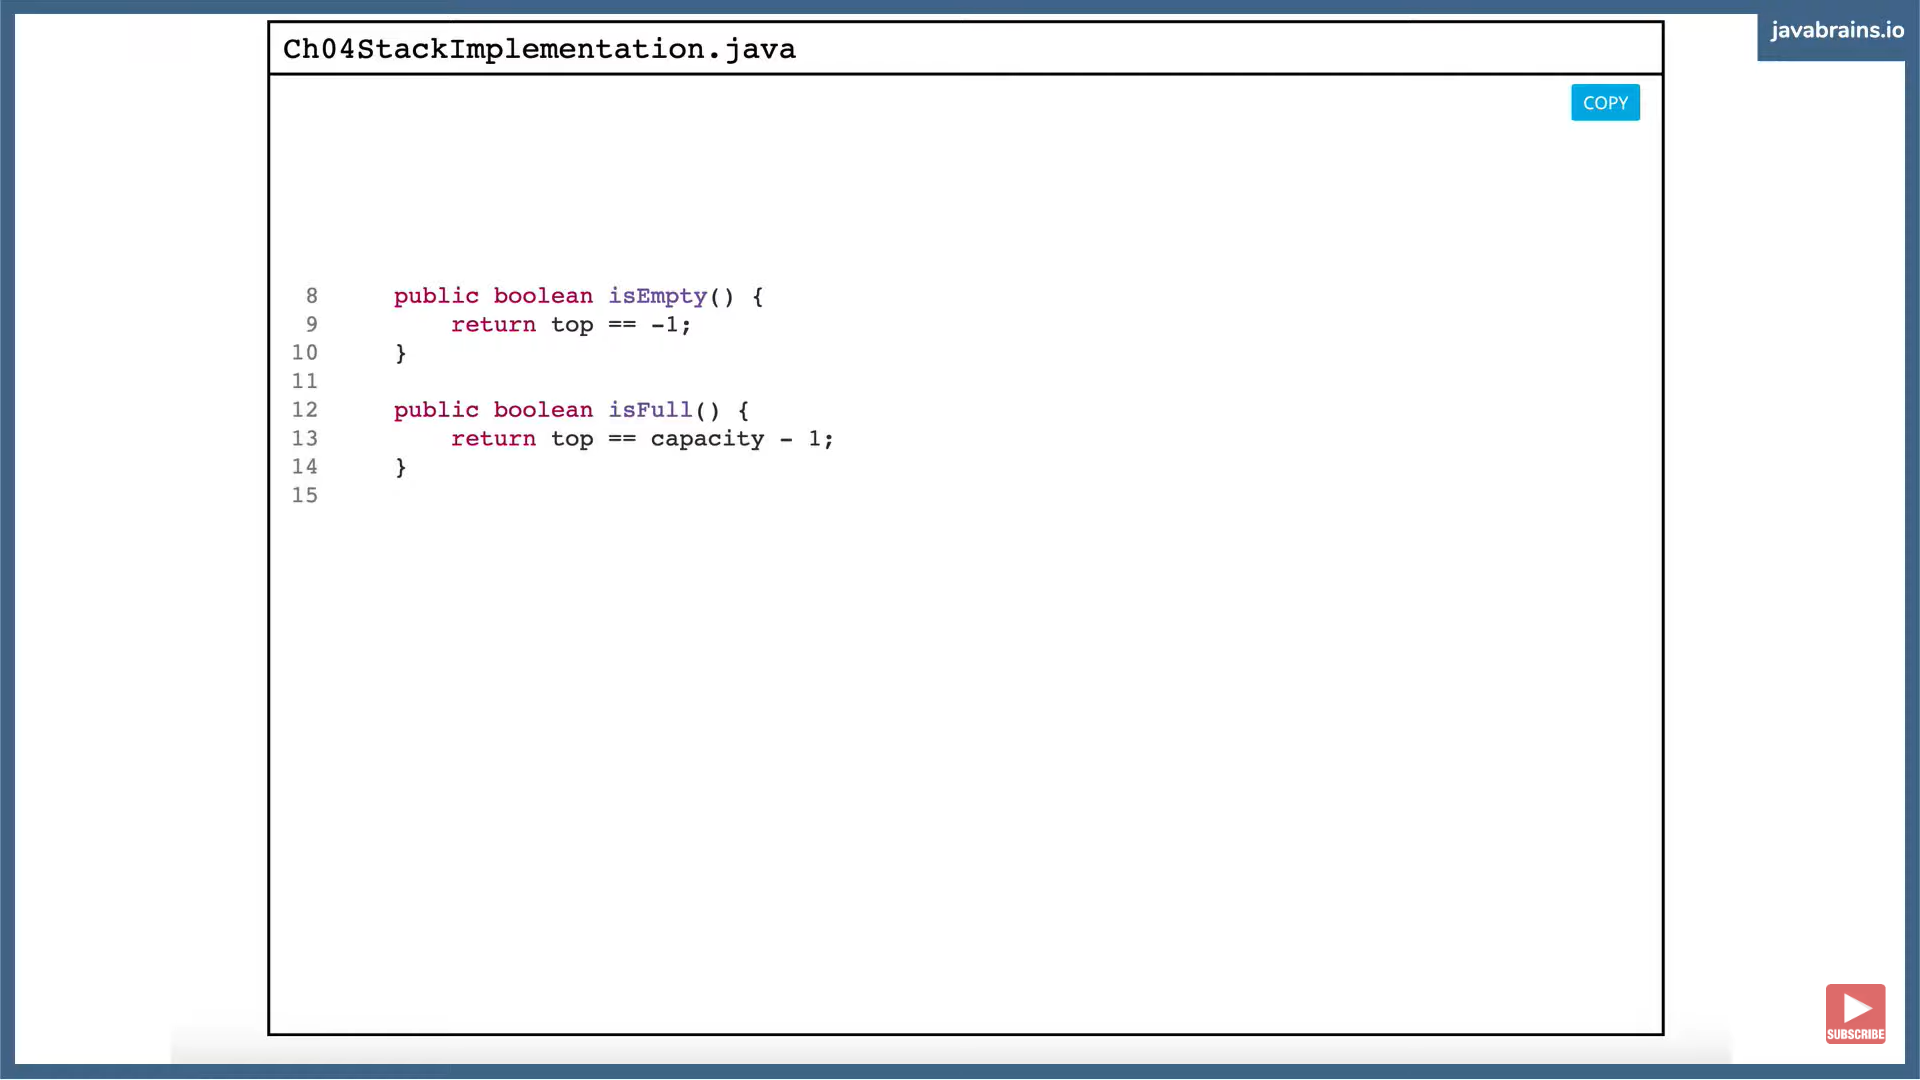 Ch04StackImplementation.java
javabrains.io
COPY
8 public boolean isEmpty() {
9 return top == -1;
10 }
11
12 public boolean isFull() {
13 return top == capacity - 1;
14 }
15
SUBSCRIBE